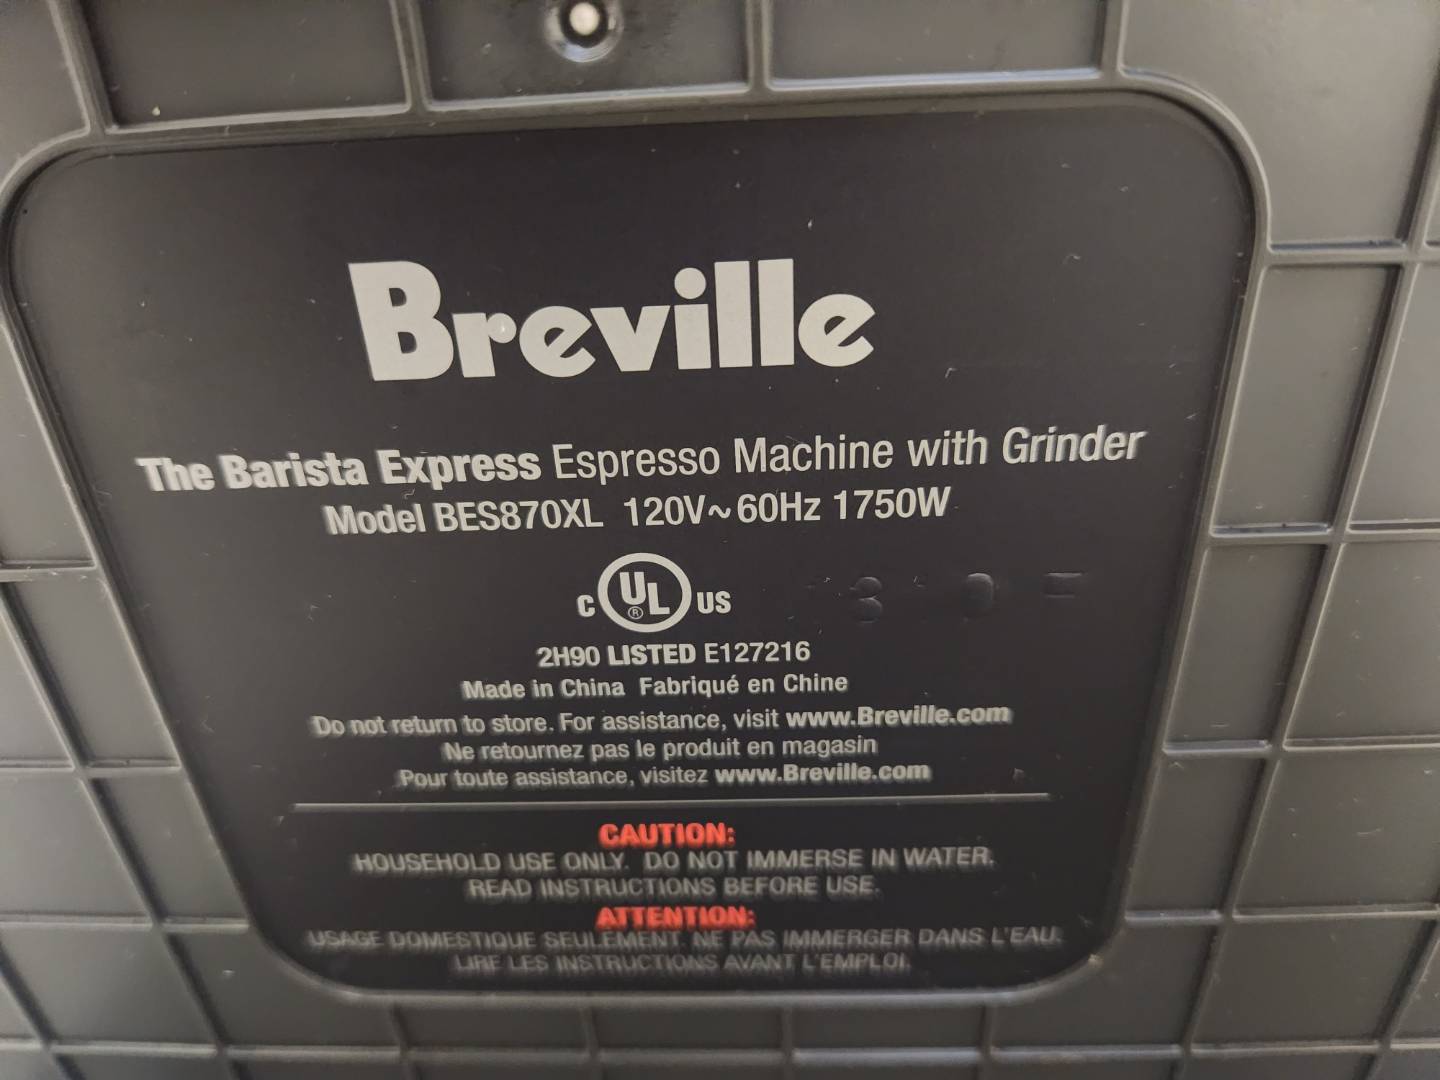 Breville
The Barista Express Espresso Machine with Grinder
Model BES870XL 120V~60Hz 1750W
C UL ® US
2H90 LISTED E127216
Made in China Fabriqué en Chine
Do not return to store. For assistance, visit www.Breville.com
Ne retournez pas le produit en magasin
Pour toute assistance, visitez www.Breville.com
CAUTION:
HOUSEHOLD USE ONLY. DO NOT IMMERSE IN WATER.
READ INSTRUCTIONS BEFORE USE.
ATTENTION:
USAGE DOMESTIQUE SEULEMENT. NE PAS IMMERGER DANS L'EAU.
LIRE LES INSTRUCTIONS AVANT L'EMPLOI.